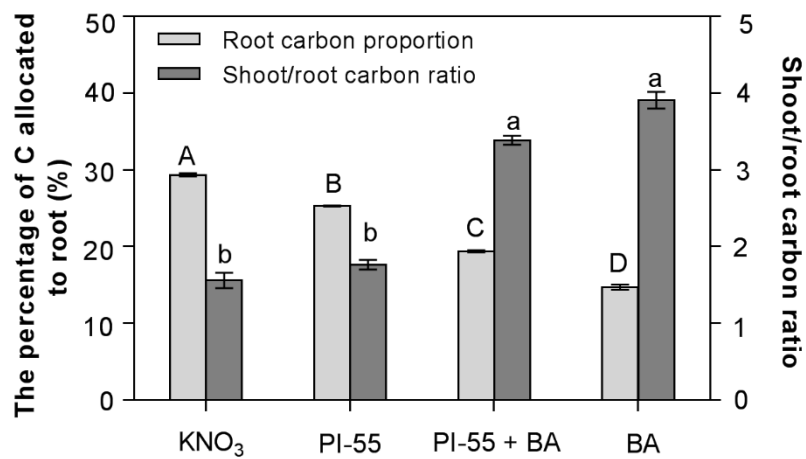 The percentage of C allocated
to root (%)
50
40
30
20
10
0
Root carbon proportion
Shoot/root carbon ratio
A
b
B
b
C
a
D
a
5
4
3
2
1
0
Shoot/root carbon ratio
KNO₃
PI-55
PI-55 + BA
BA